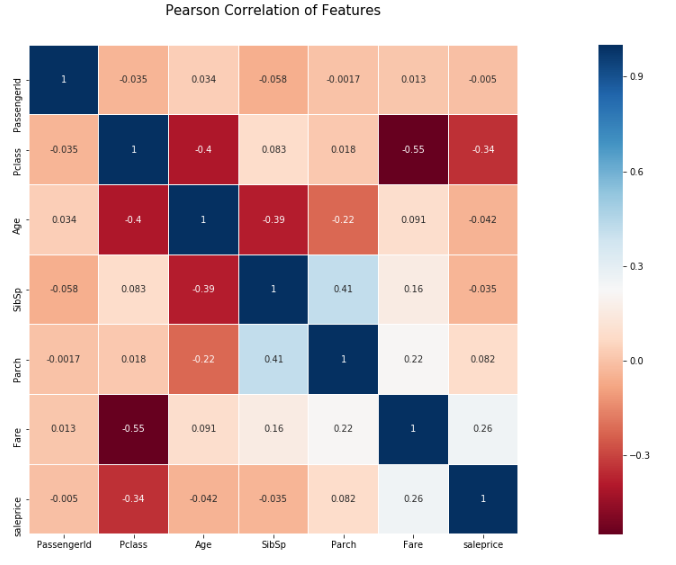 Pearson Correlation of Features
PassengerId 1 -0.035 0.034 -0.058 -0.0017 0.013 -0.005
Pclass -0.035 1 -0.4 0.083 0.018 -0.55 -0.34
Age 0.034 -0.4 1 -0.39 -0.22 0.091 -0.042
SibSp -0.058 0.083 -0.39 1 0.41 0.16 -0.035
Parch -0.0017 0.018 -0.22 0.41 1 0.22 0.082
Fare 0.013 -0.55 0.091 0.16 0.22 1 0.26
saleprice -0.005 -0.34 -0.042 -0.035 0.082 0.26 1
PassengerId Pclass Age SibSp Parch Fare saleprice
0.9
0.6
0.3
0.0
−0.3